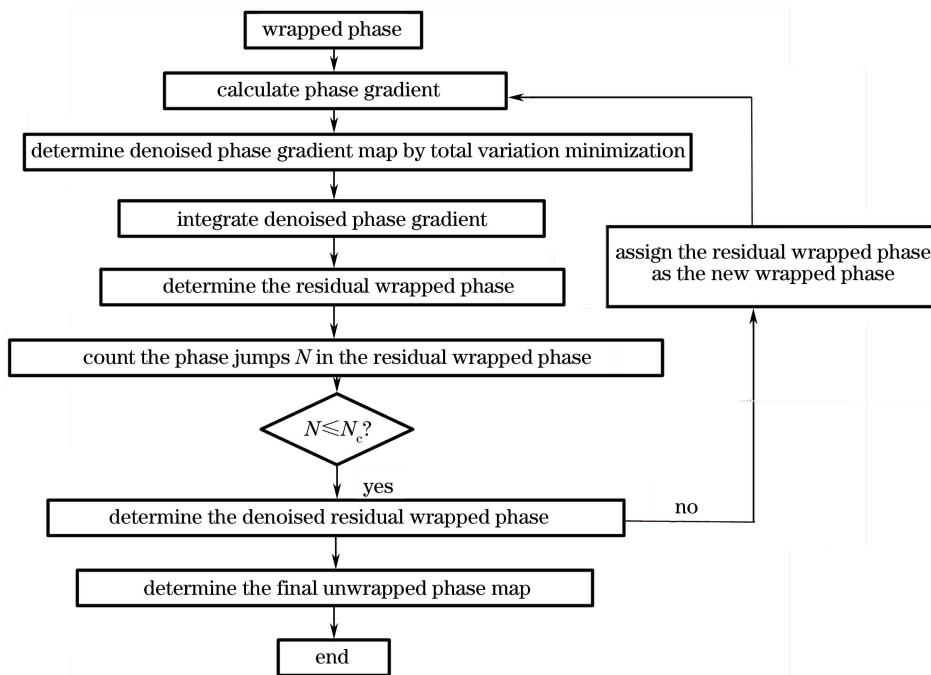 wrapped phase
calculate phase gradient
determine denoised phase gradient map by total variation minimization
integrate denoised phase gradient
assign the residual wrapped phase
as the new wrapped phase
determine the residual wrapped phase
count the phase jumps N in the residual wrapped phase
N≤Nc?
yes
determine the denoised residual wrapped phase
no
determine the final unwrapped phase map
end